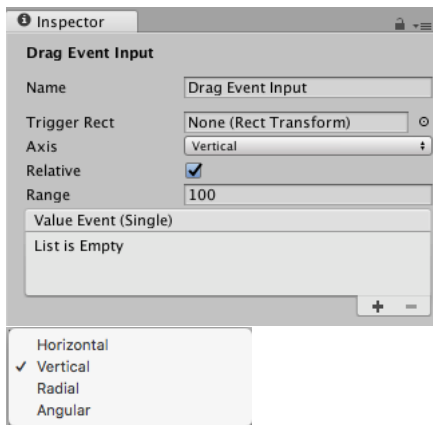 Inspector
Drag Event Input
Name Drag Event Input
Trigger Rect None (Rect Transform)
Axis Vertical
Relative
Range 100
Value Event (Single)
List is Empty
Horizontal
✓ Vertical
Radial
Angular